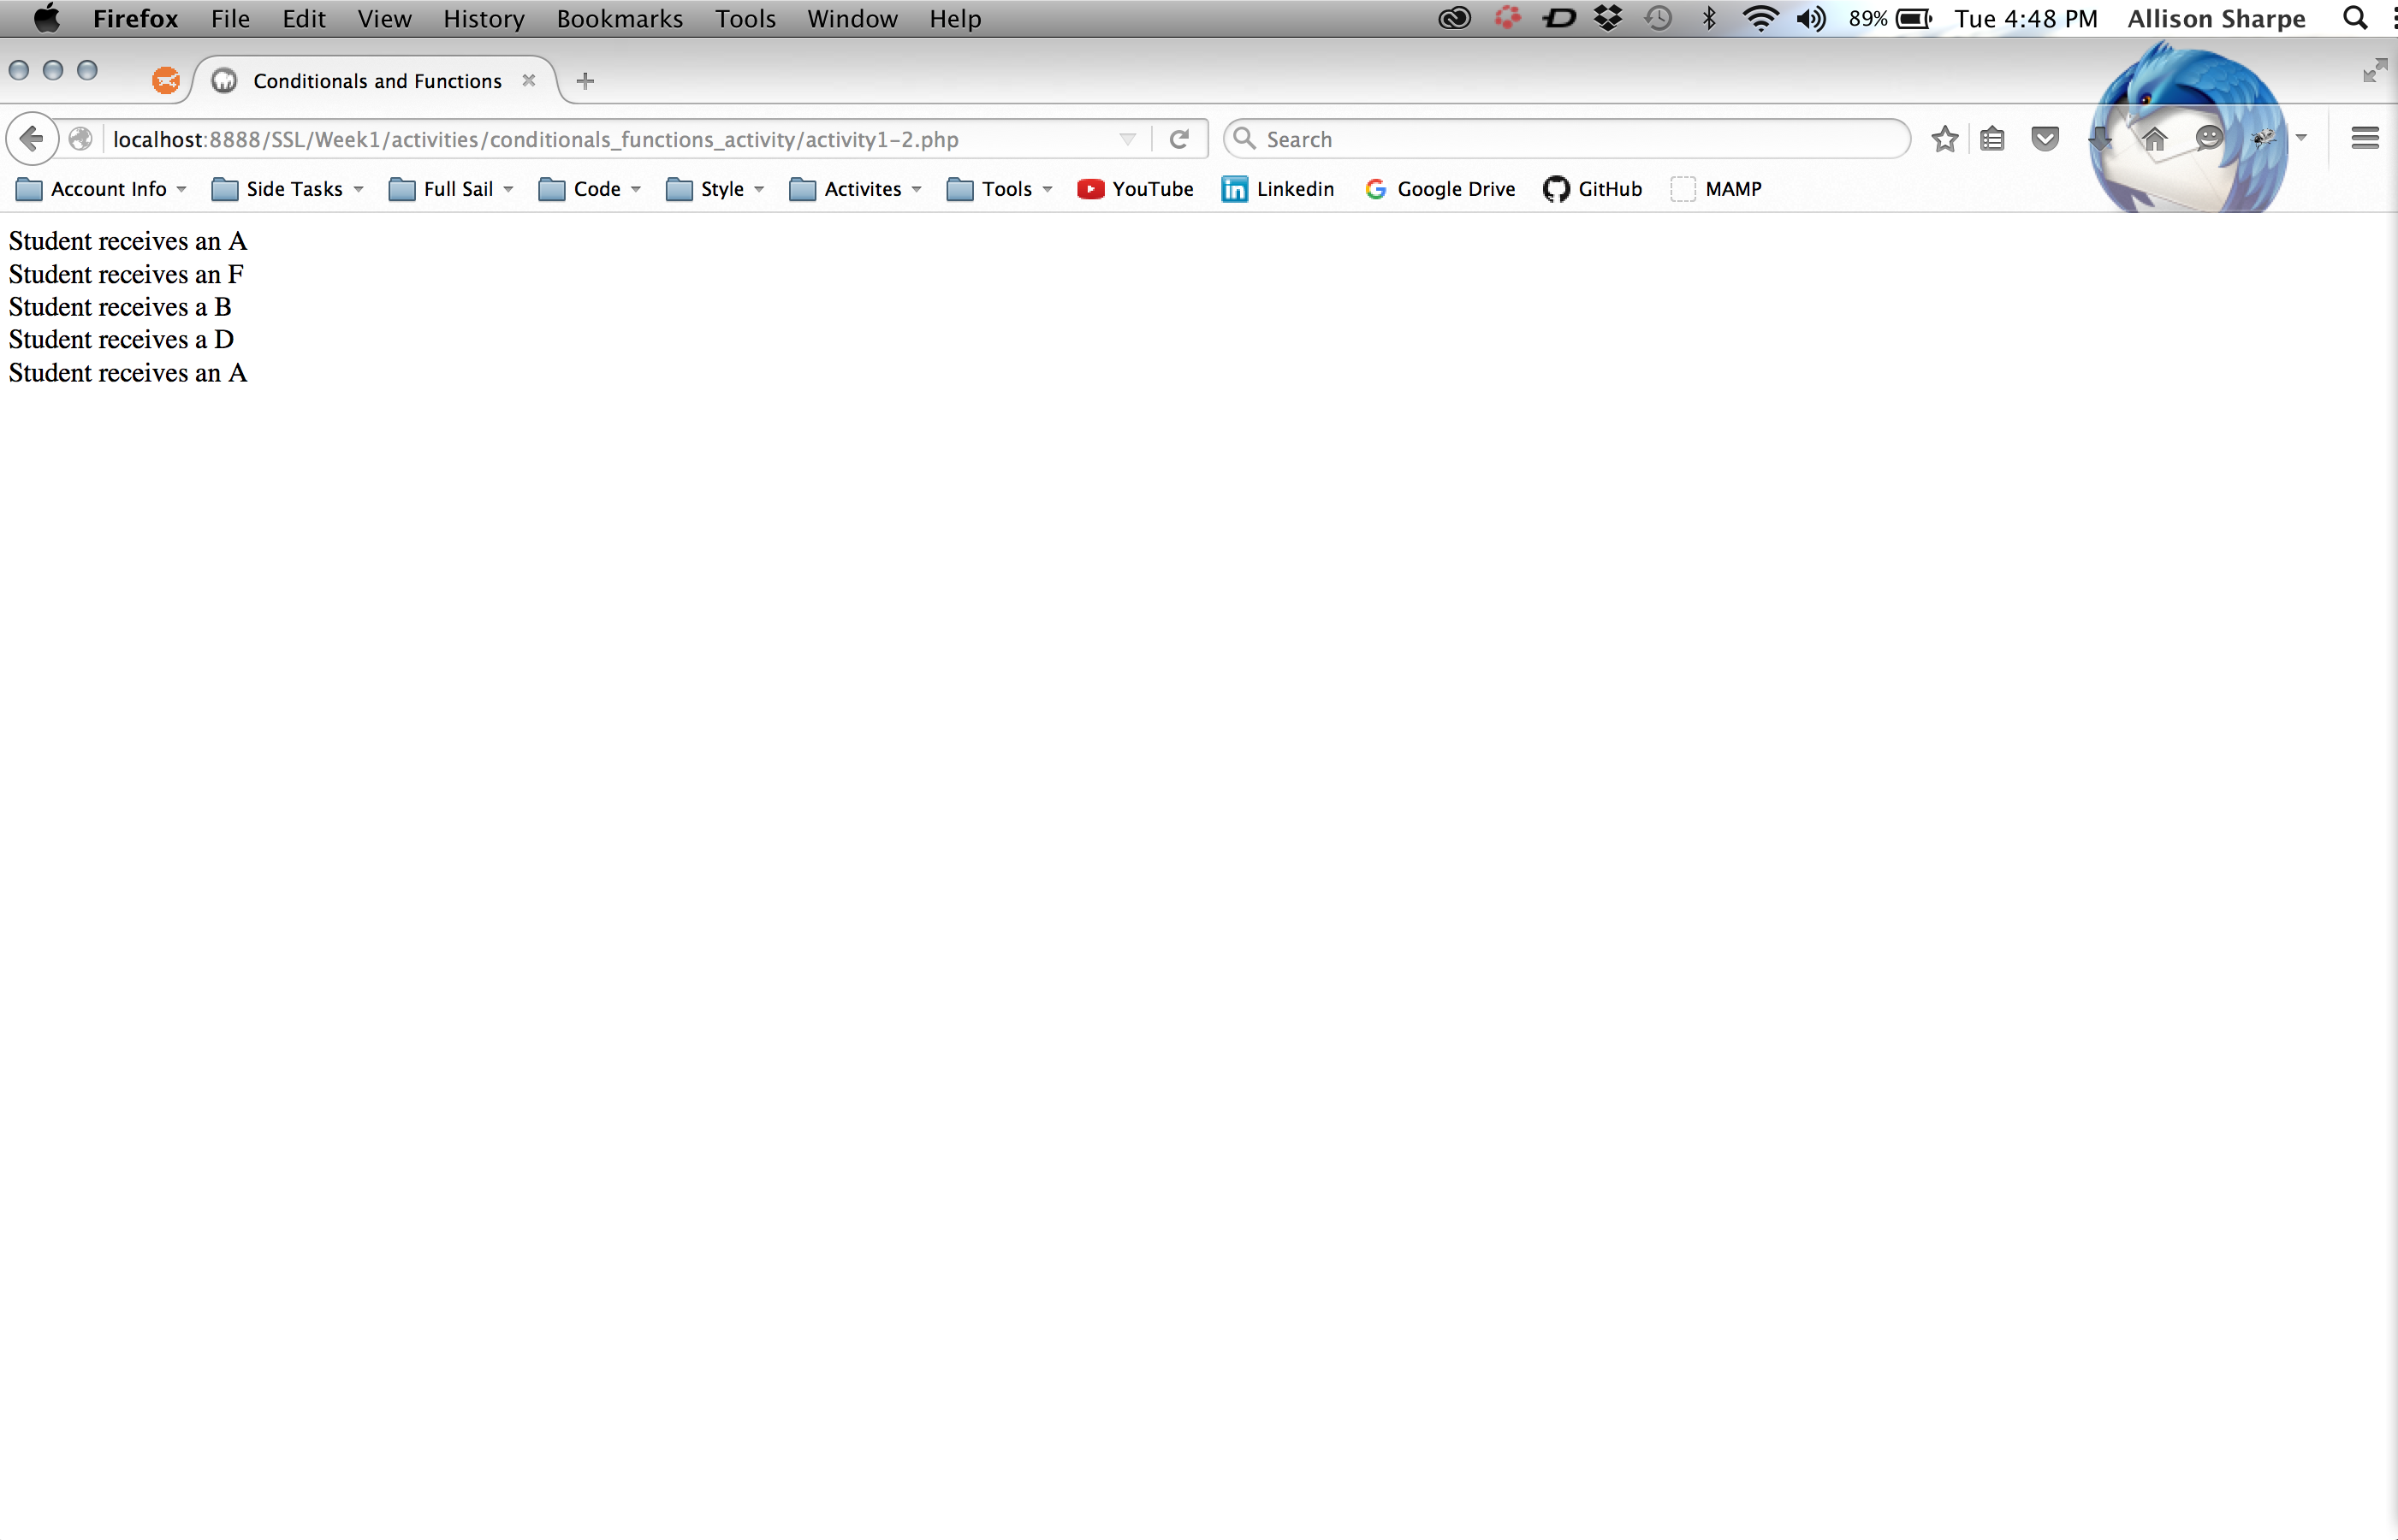 Firefox File Edit View History Bookmarks Tools Window Help 89% Tue 4:48 PM Allison Sharpe
Conditionals and Functions
localhost:8888/SSL/Week1/activities/conditionals_functions_activity/activity1-2.php Search
Account Info Side Tasks Full Sail Code Style Activites Tools YouTube Linkedin Google Drive GitHub MAMP
Student receives an A
Student receives an F
Student receives a B
Student receives a D
Student receives an A